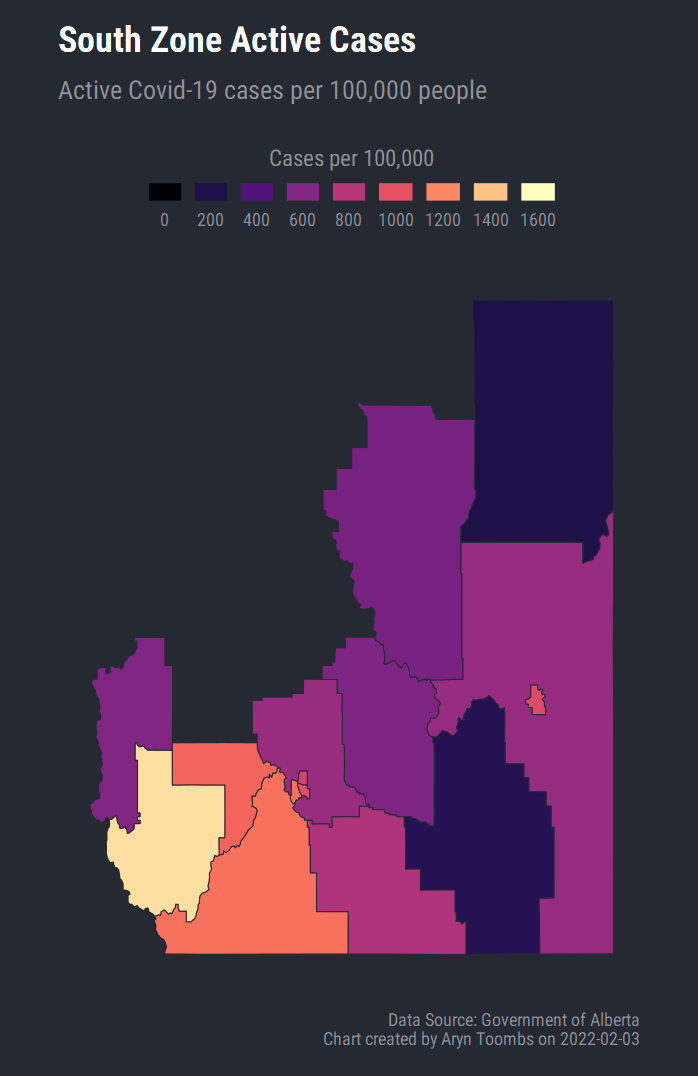 South Zone Active Cases
Active Covid-19 cases per 100,000 people
Cases per 100,000
0 200 400 600 800 1000 1200 1400 1600
Data Source: Government of Alberta
Chart created by Aryn Toombs on 2022-02-03